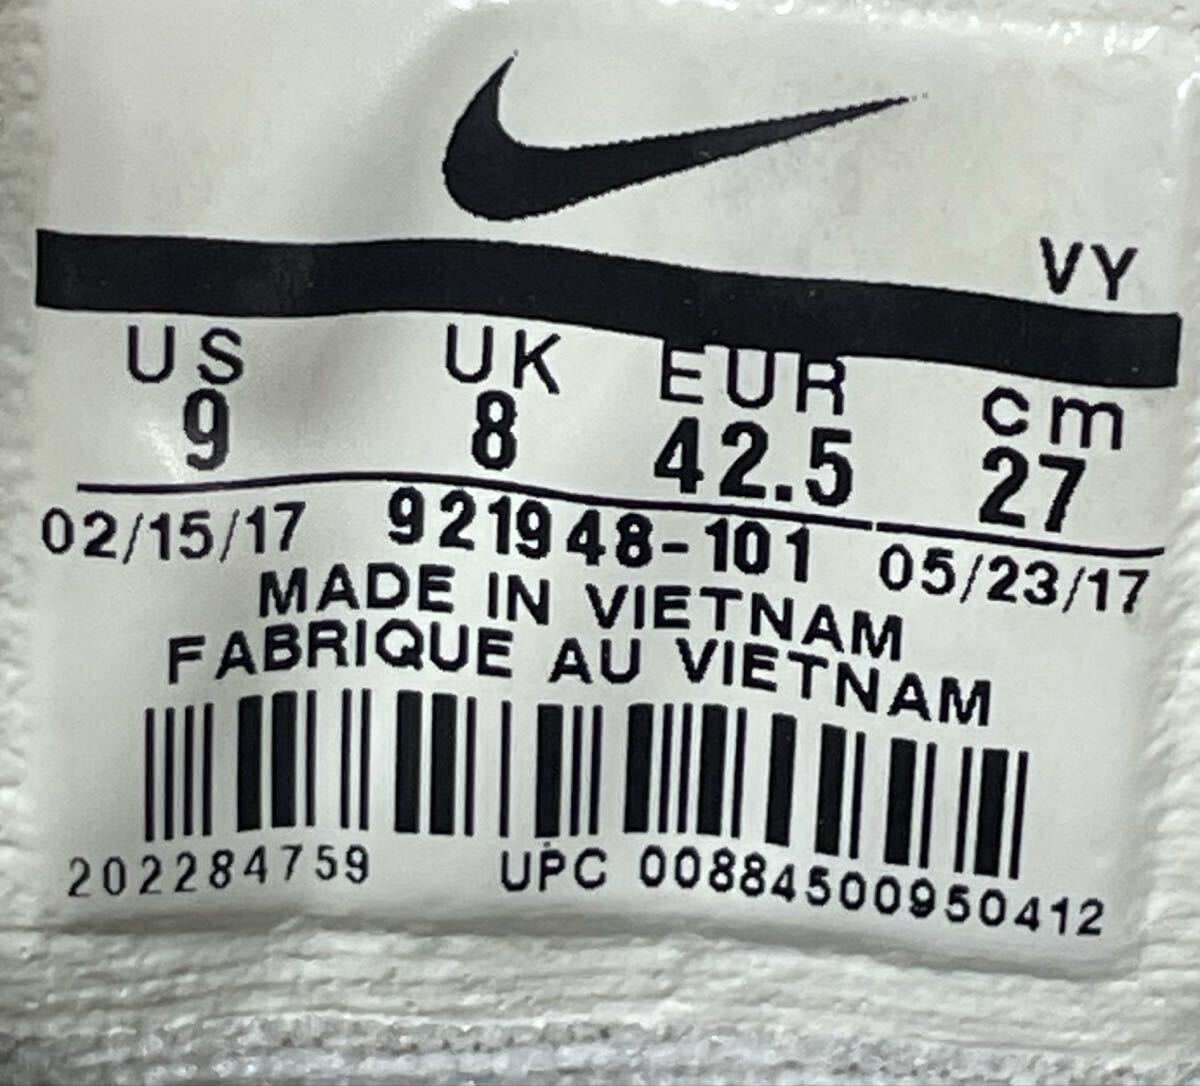 VY
US UK EUR cm
9 8 42.5 27
02/15/17 921948-101 05/23/17
MADE IN VIETNAM
FABRIQUE AU VIETNAM
202284759 UPC 00884500950412